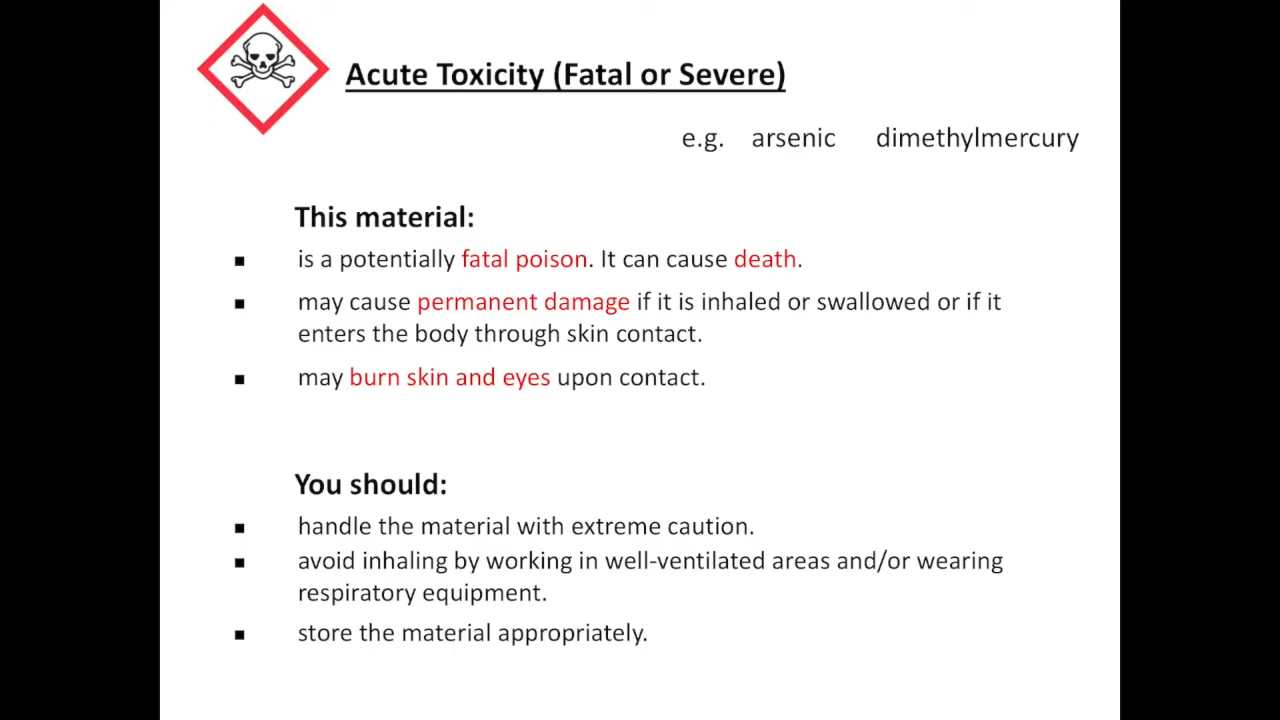 Acute Toxicity (Fatal or Severe)
e.g. arsenic dimethylmercury
This material:
▪ is a potentially fatal poison. It can cause death.
▪ may cause permanent damage if it is inhaled or swallowed or if it
enters the body through skin contact.
▪ may burn skin and eyes upon contact.
You should:
▪ handle the material with extreme caution.
▪ avoid inhaling by working in well-ventilated areas and/or wearing
respiratory equipment.
▪ store the material appropriately.